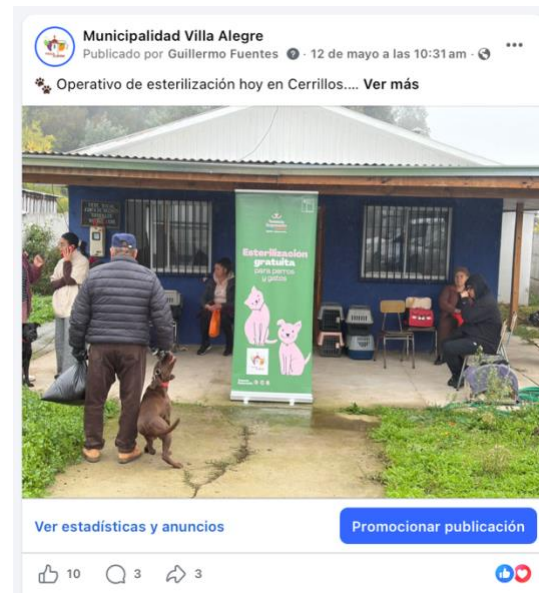 Municipalidad Villa Alegre
Publicado por Guillermo Fuentes · 12 de mayo a las 10:31 am ·
Operativo de esterilización hoy en Cerrillos.... Ver más
Esterilización
gratuita
para perros
y gatos
Ver estadísticas y anuncios
Promocionar publicación
10
3
3